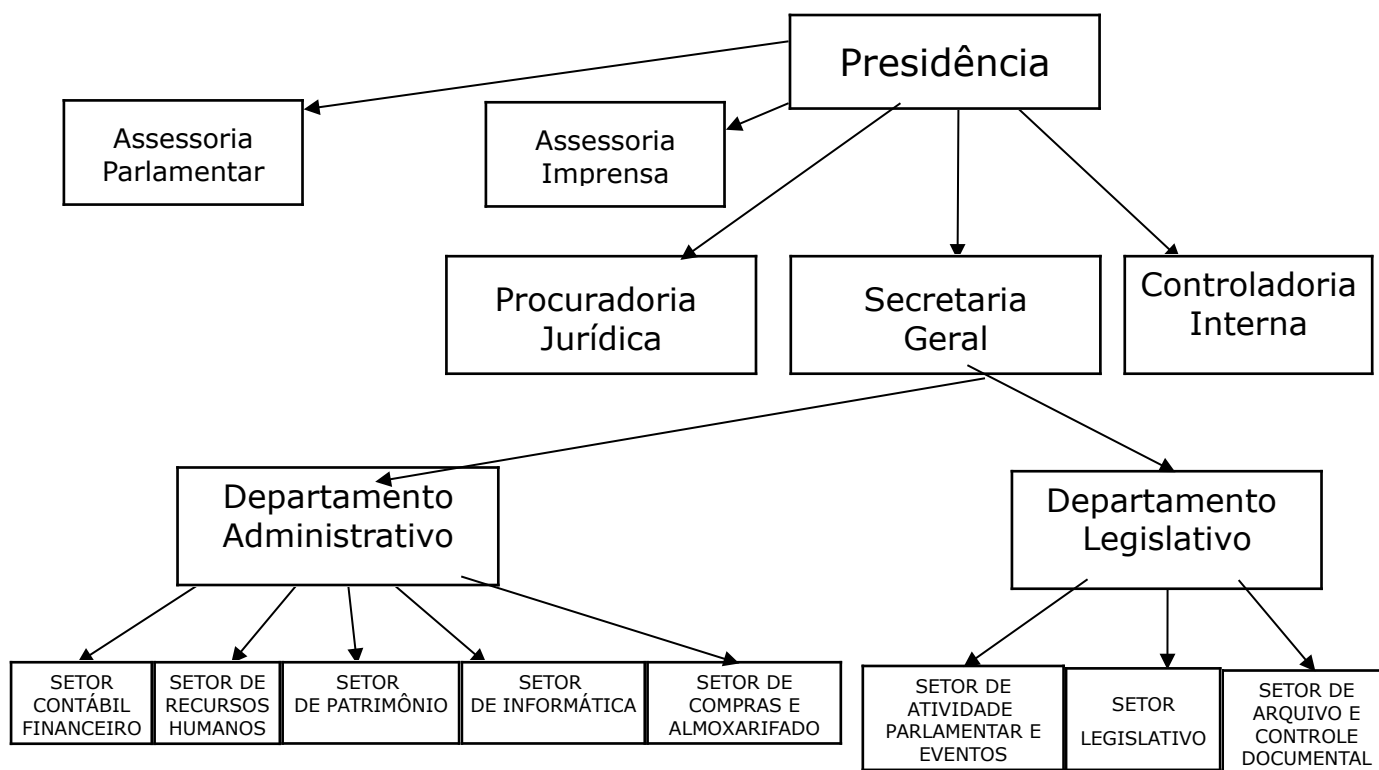 Presidência
Assessoria
Parlamentar
Assessoria
Imprensa
Procuradoria
Jurídica
Secretaria
Geral
Controladoria
Interna
Departamento
Administrativo
Departamento
Legislativo
SETOR
CONTÁBIL
FINANCEIRO
SETOR DE
RECURSOS
HUMANOS
SETOR
DE PATRIMÔNIO
SETOR
DE INFORMÁTICA
SETOR DE
COMPRAS E
ALMOXARIFADO
SETOR DE
ATIVIDADE
PARLAMENTAR E
EVENTOS
SETOR
LEGISLATIVO
SETOR DE
ARQUIVO E
CONTROLE
DOCUMENTAL